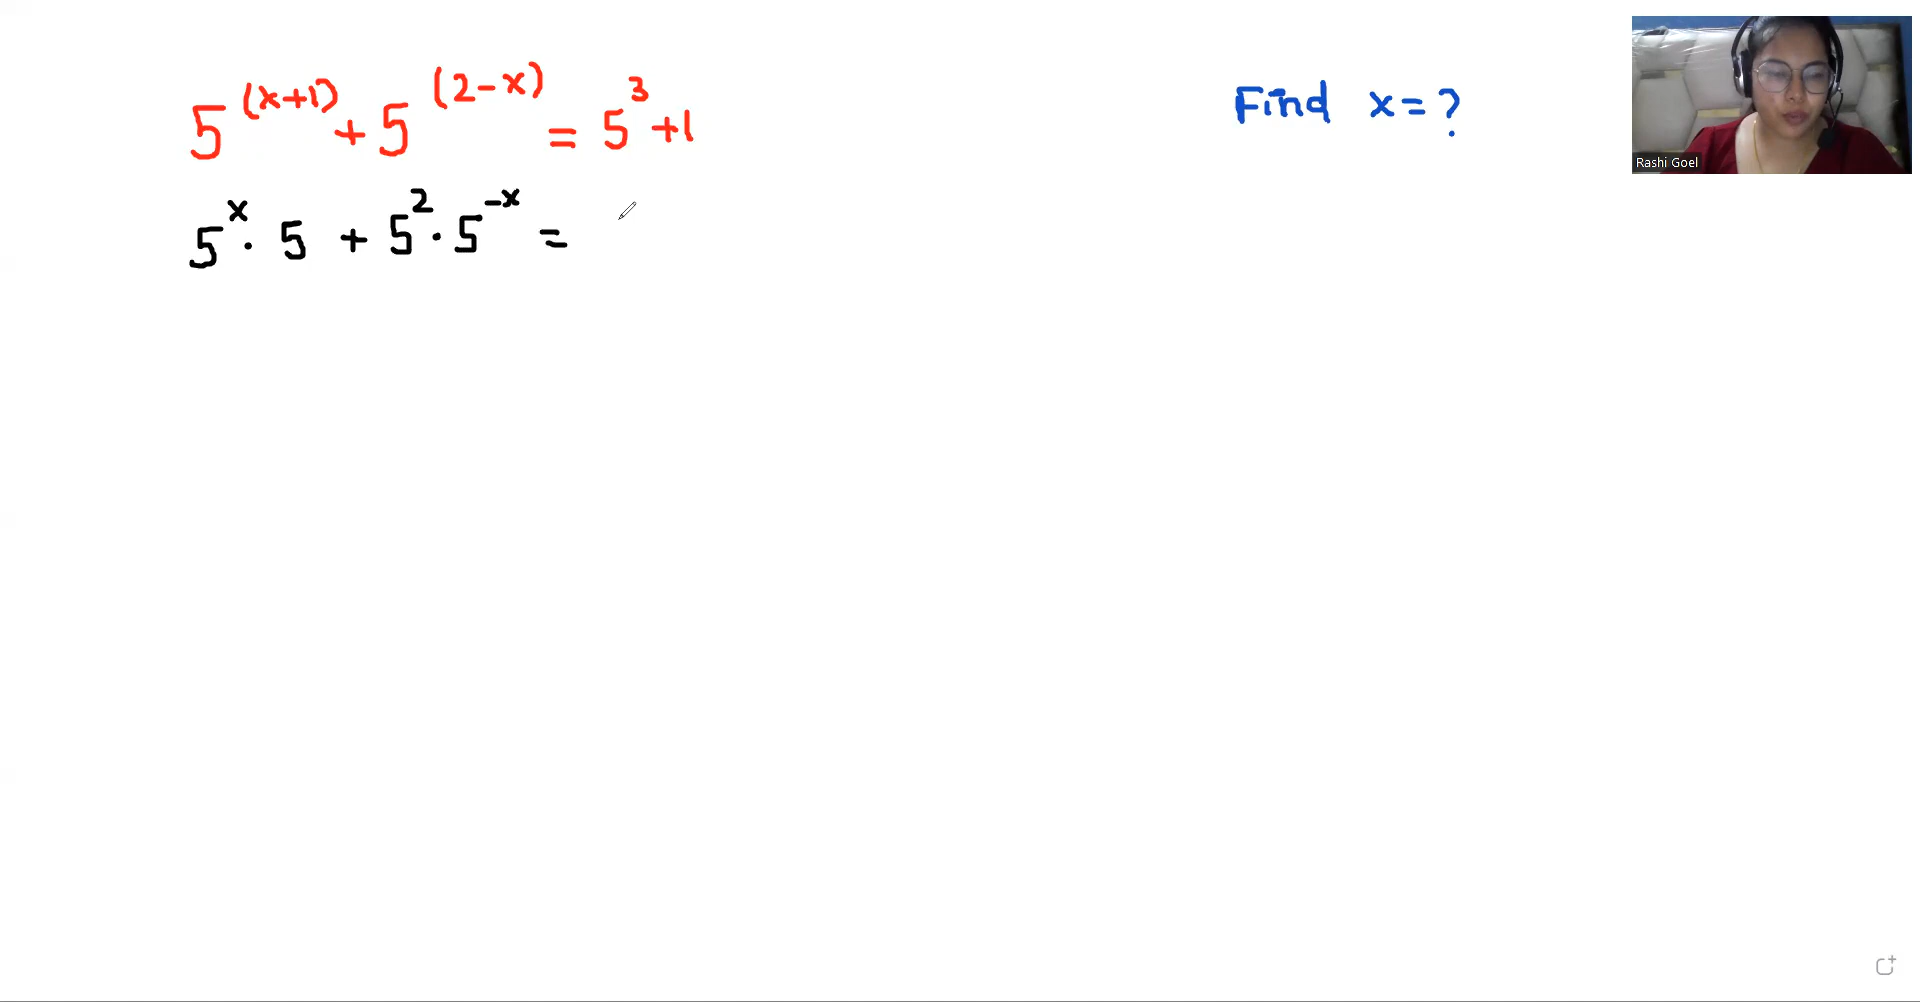 5^(x+1) + 5^(2-x) = 5^3 + 1
Find x = ?
Rashi Goel
5^x · 5 + 5^2 · 5^-x =